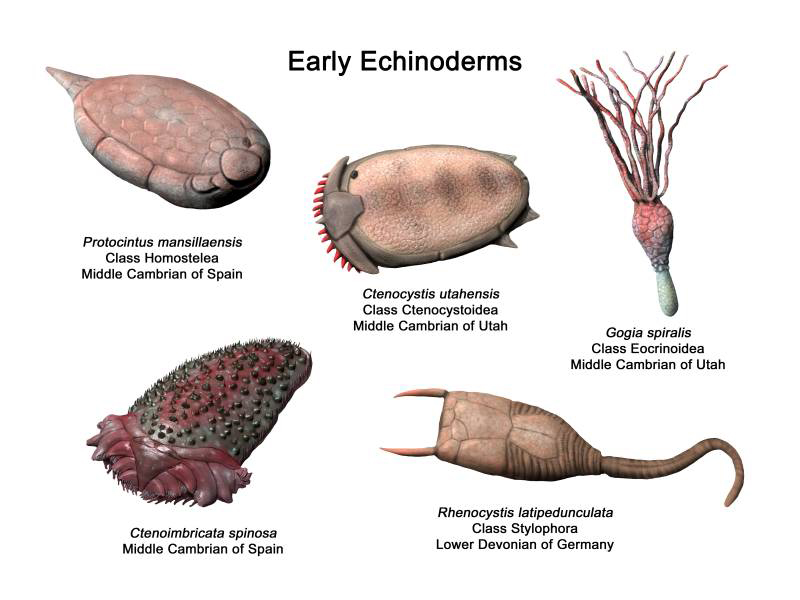 Early Echinoderms
Protocintus mansillaensis
Class Homostelea
Middle Cambrian of Spain
Ctenocystis utahensis
Class Ctenocystoidea
Middle Cambrian of Utah
Gogia spiralis
Class Eocrinoidea
Middle Cambrian of Utah
Ctenoimbricata spinosa
Middle Cambrian of Spain
Rhenocystis latipedunculata
Class Stylophora
Lower Devonian of Germany